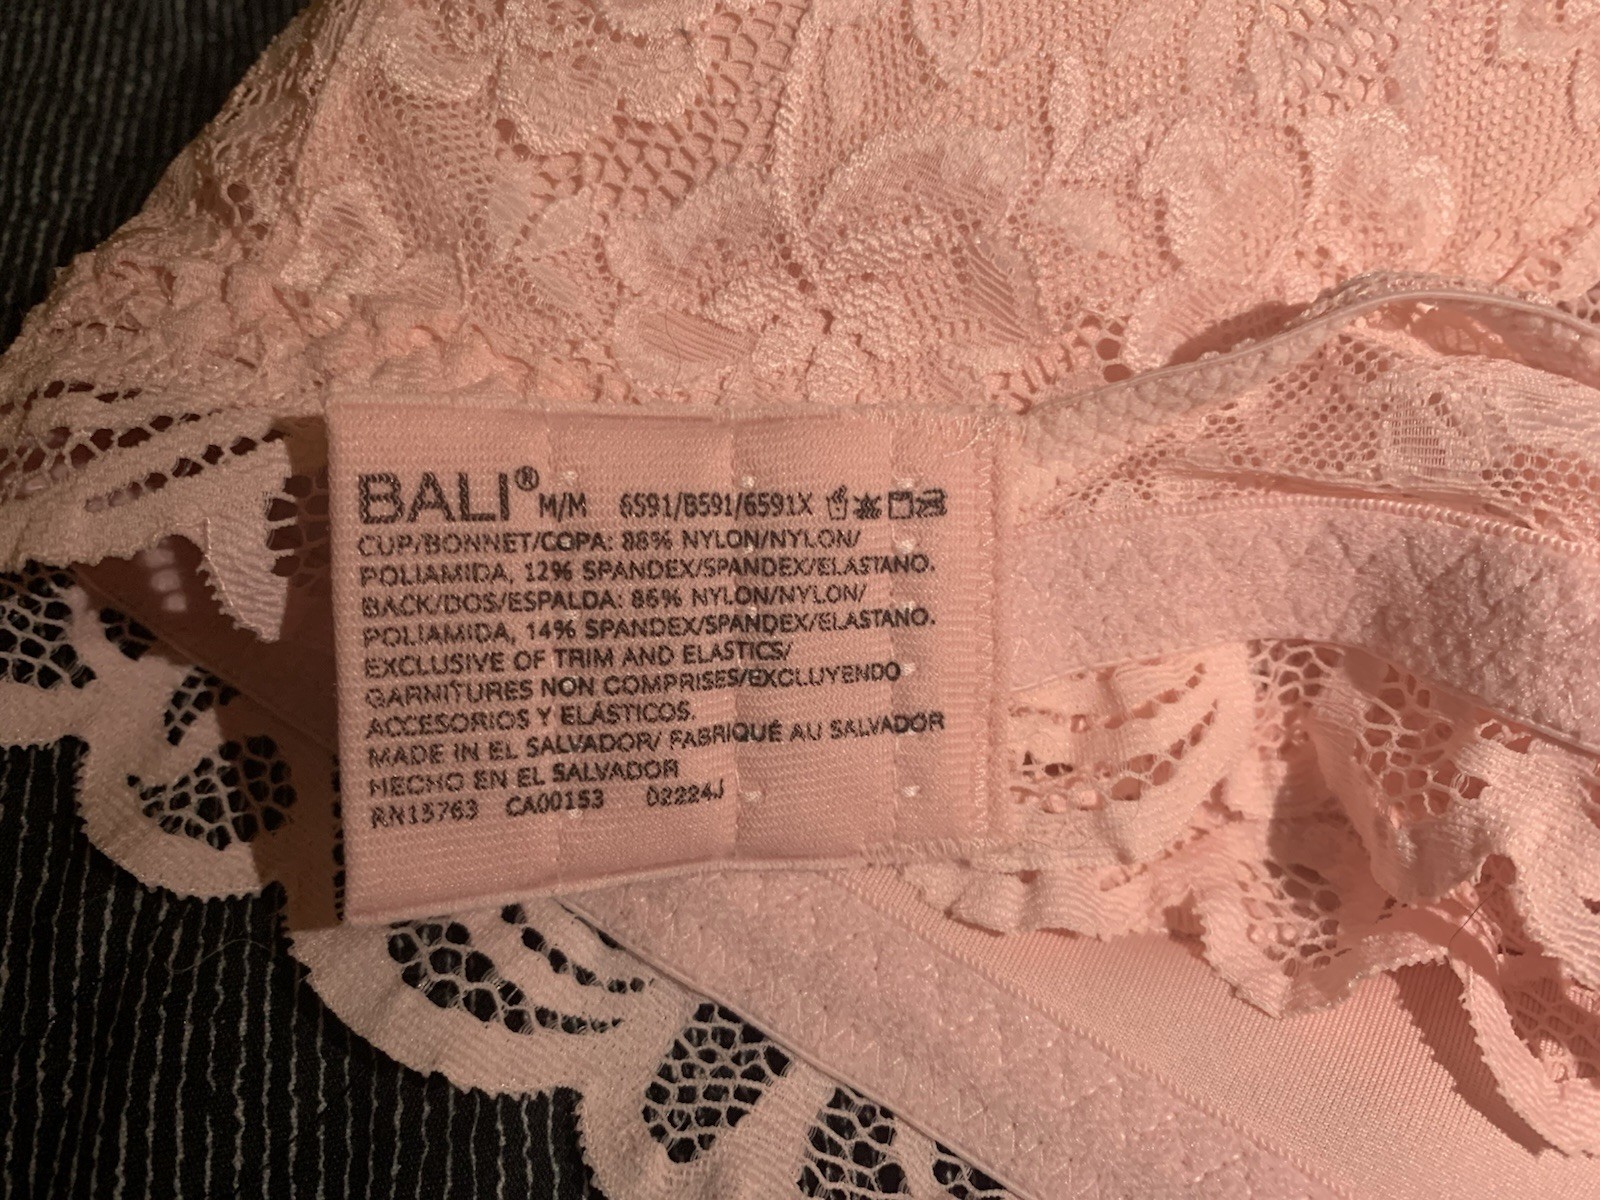 BALI® M/M 6591/B591/6591X
CUP/BONNET/COPA: 88% NYLON/NYLON/
POLIAMIDA, 12% SPANDEX/SPANDEX/ELASTANO.
BACK/DOS/ESPALDA: 86% NYLON/NYLON/
POLIAMIDA, 14% SPANDEX/SPANDEX/ELASTANO.
EXCLUSIVE OF TRIM AND ELASTICS/
GARNITURES NON COMPRISES/EXCLUYENDO
ACCESORIOS Y ELÁSTICOS.
MADE IN EL SALVADOR/ FABRIQUÉ AU SALVADOR
HECHO EN EL SALVADOR
RN15763 CA00153 02224J